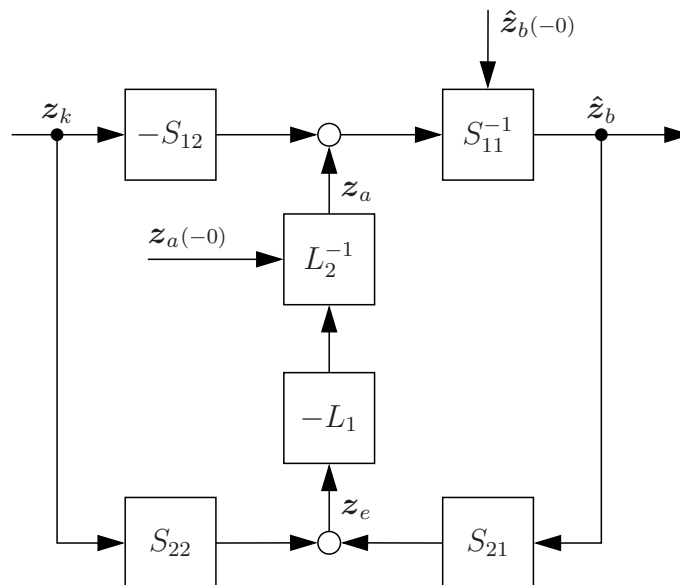 ẑ_b(−0)
z_k
−S_12
S_11^−1
ẑ_b
z_a
z_a(−0)
L_2^−1
−L_1
z_e
S_22
S_21